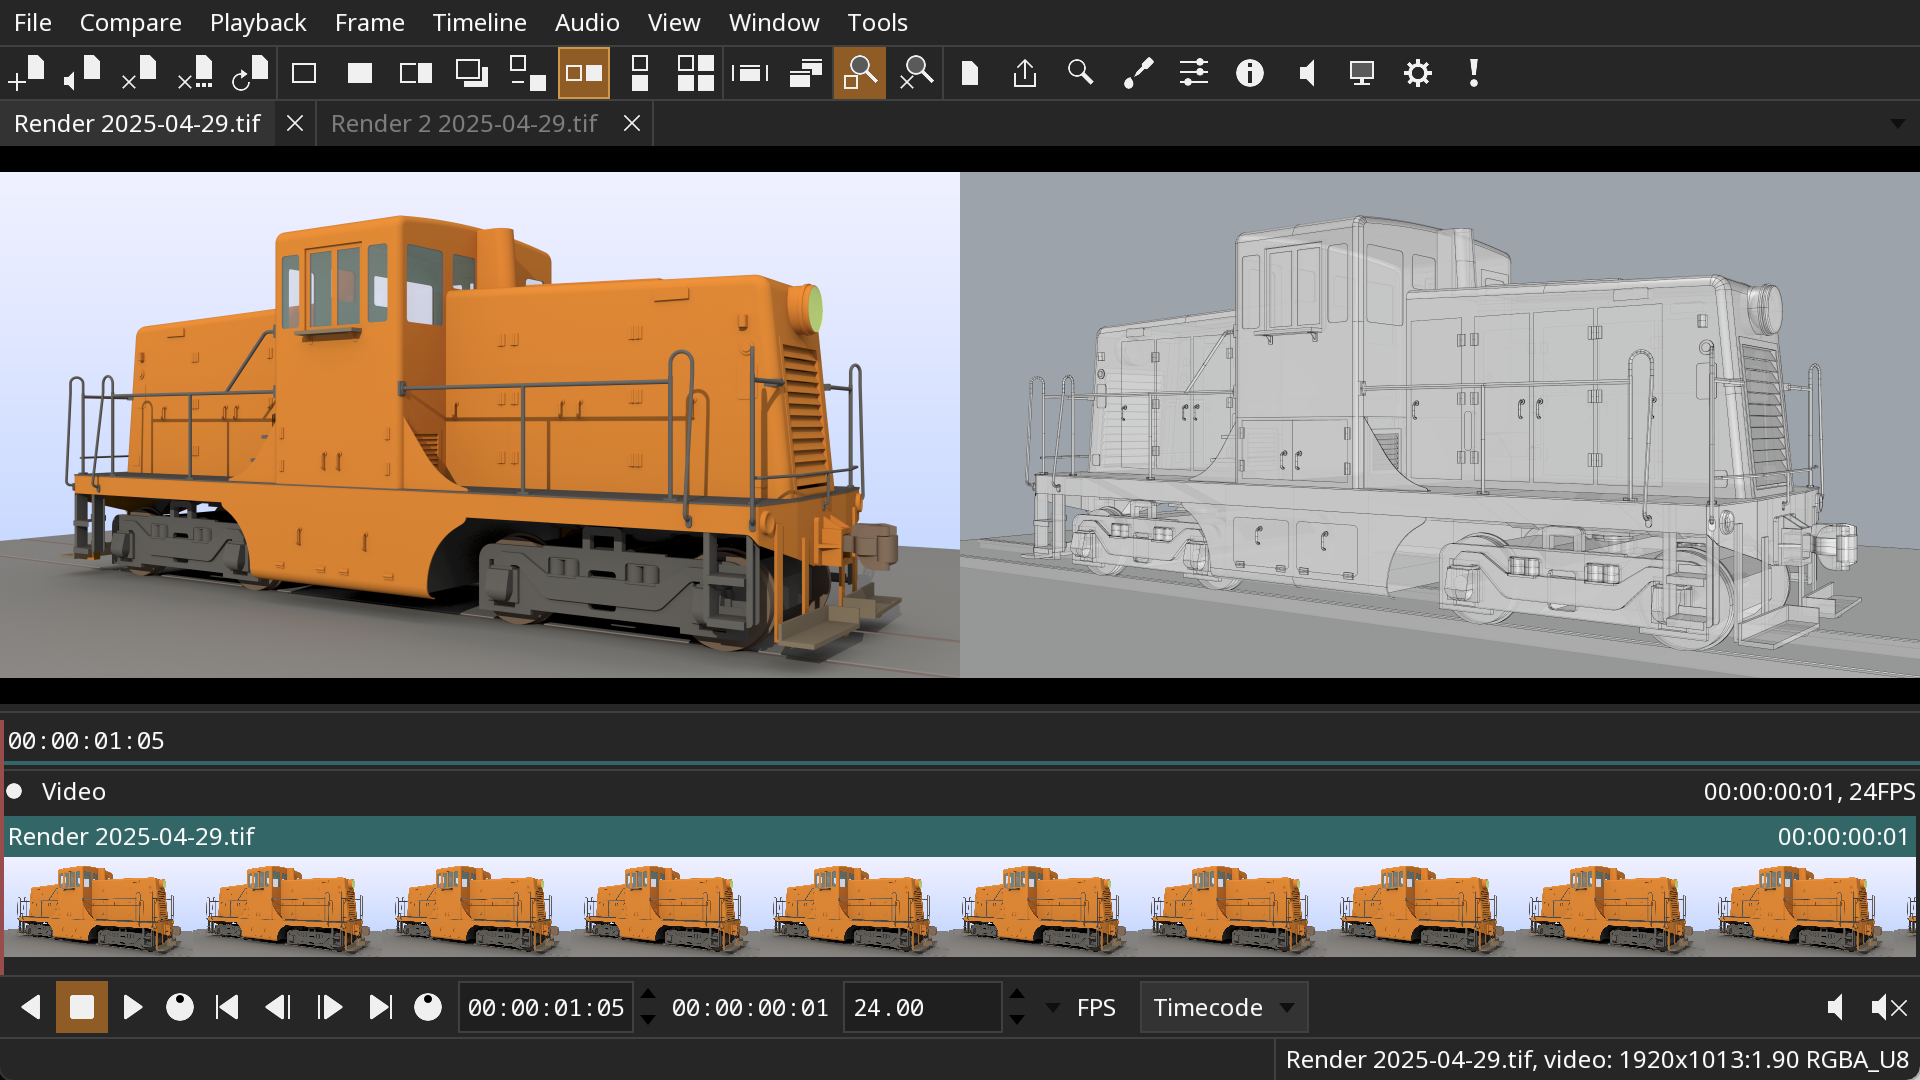 File Compare Playback Frame Timeline Audio View Window Tools
Render 2025-04-29.tif Render 2 2025-04-29.tif
00:00:01:05
Video 00:00:00:01, 24FPS
Render 2025-04-29.tif 00:00:00:01
00:00:01:05 00:00:00:01 24.00 FPS Timecode
Render 2025-04-29.tif, video: 1920x1013:1.90 RGBA_U8